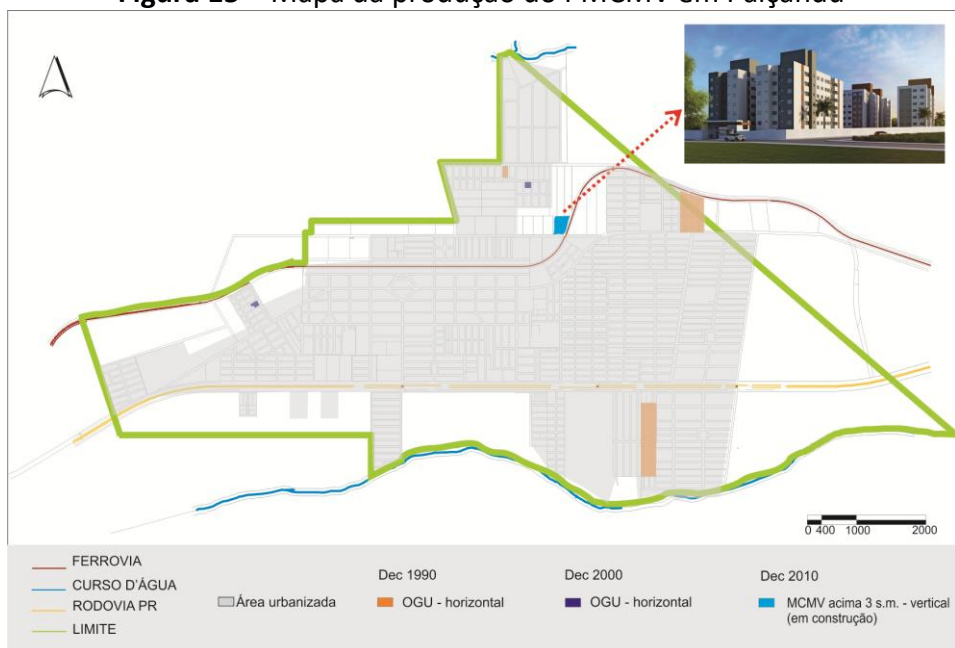 FERROVIA
CURSO D'ÁGUA
RODOVIA PR
LIMITE
Área urbanizada
Dec 1990
OGU - horizontal
Dec 2000
OGU - horizontal
Dec 2010
MCMV acima 3 s.m. - vertical
(em construção)
0 400 1000 2000